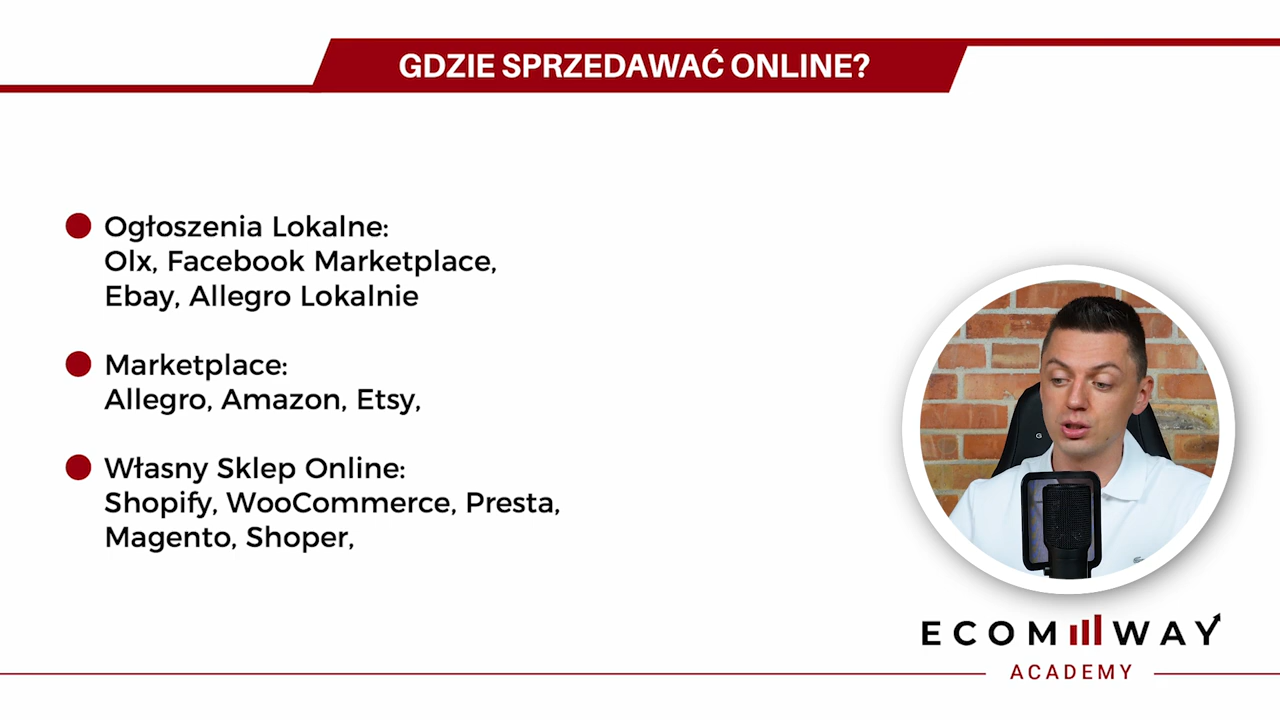 GDZIE SPRZEDAWAĆ ONLINE?
Ogłoszenia Lokalne:
Olx, Facebook Marketplace,
Ebay, Allegro Lokalnie
Marketplace:
Allegro, Amazon, Etsy,
Własny Sklep Online:
Shopify, WooCommerce, Presta,
Magento, Shoper,
ECOM WAY
ACADEMY